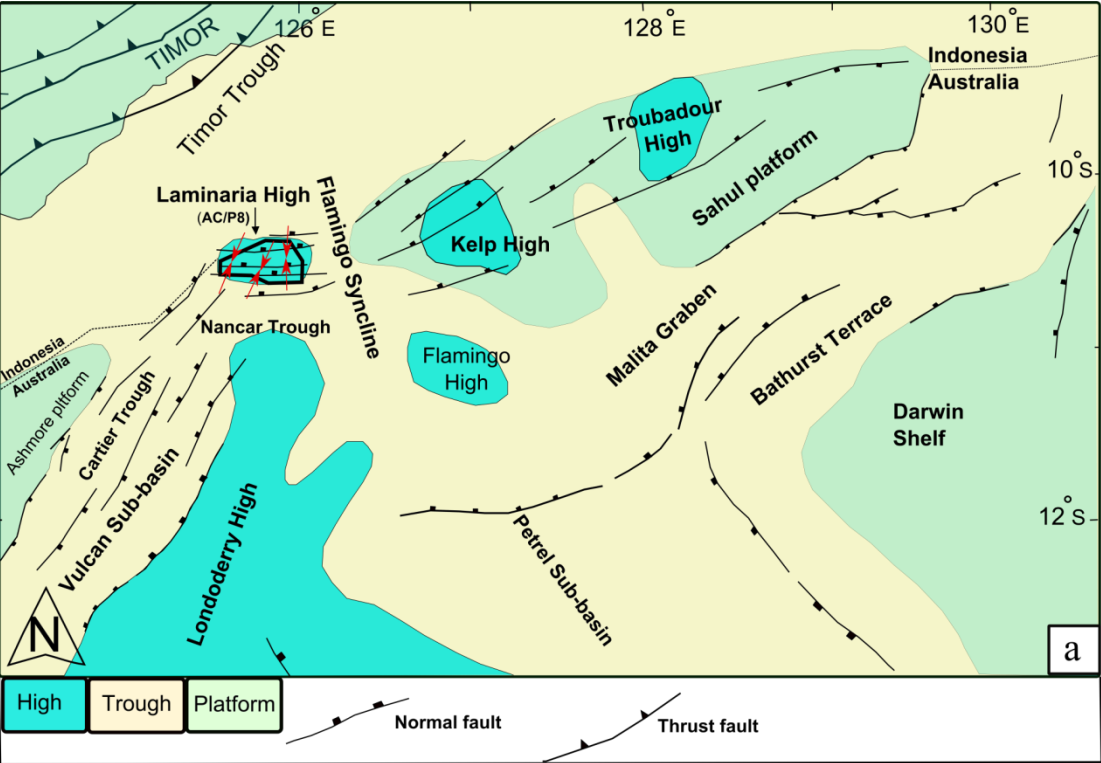 126°E
128°E
130°E
TIMOR
Timor Trough
Indonesia
Australia
Troubadour
High
Sahul platform
10°S
Laminaria High
(AC/P8)
Flamingo Syncline
Kelp High
Nancar Trough
Indonesia
Australia
Malita Graben
Bathurst Terrace
Flamingo
High
Ashmore pltform
Cartier Trough
Darwin
Shelf
Vulcan Sub-basin
Londoderry High
12°S
Petrel Sub-basin
N
a
High
Trough
Platform
Normal fault
Thrust fault